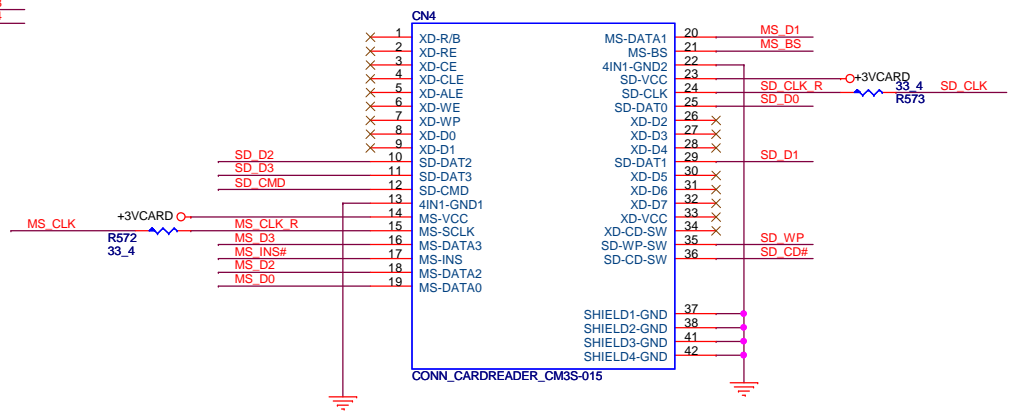 CN4
1 XD-R/B
2 XD-RE
3 XD-CE
4 XD-CLE
5 XD-ALE
6 XD-WE
7 XD-WP
8 XD-D0
9 XD-D1
SD_D2 10 SD-DAT2
SD_D3 11 SD-DAT3
SD_CMD 12 SD-CMD
13 4IN1-GND1
+3VCARD 14 MS-VCC
MS_CLK MS_CLK_R 15 MS-SCLK
R572
33_4
MS_D3 16 MS-DATA3
MS_INS# 17 MS-INS
MS_D2 18 MS-DATA2
MS_D0 19 MS-DATA0
MS-DATA1 20 MS_D1
MS-BS 21 MS_BS
4IN1-GND2 22
SD-VCC 23 +3VCARD
SD-CLK 24 SD_CLK_R 33_4 SD_CLK
R573
SD-DAT0 25 SD_D0
XD-D2 26
XD-D3 27
XD-D4 28
SD-DAT1 29 SD_D1
XD-D5 30
XD-D6 31
XD-D7 32
XD-VCC 33
XD-CD-SW 34
SD-WP-SW 35 SD_WP
SD-CD-SW 36 SD_CD#
SHIELD1-GND 37
SHIELD2-GND 38
SHIELD3-GND 41
SHIELD4-GND 42
CONN_CARDREADER_CM3S-015